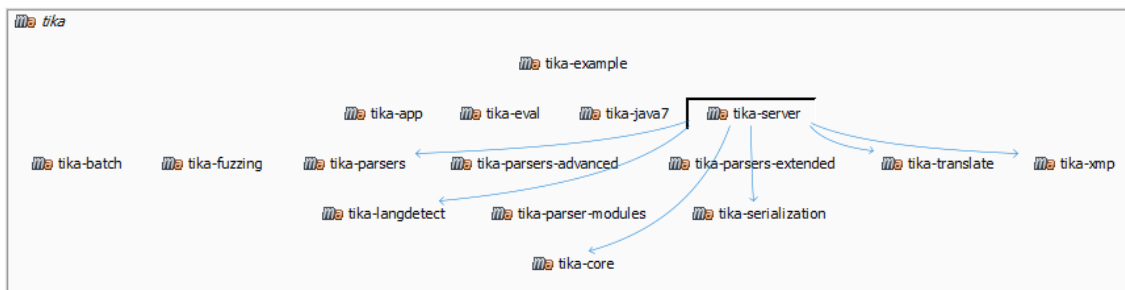 tika
tika-example
tika-app tika-eval tika-java7 tika-server
tika-batch tika-fuzzing tika-parsers tika-parsers-advanced tika-parsers-extended tika-translate tika-xmp
tika-langdetect tika-parser-modules tika-serialization
tika-core